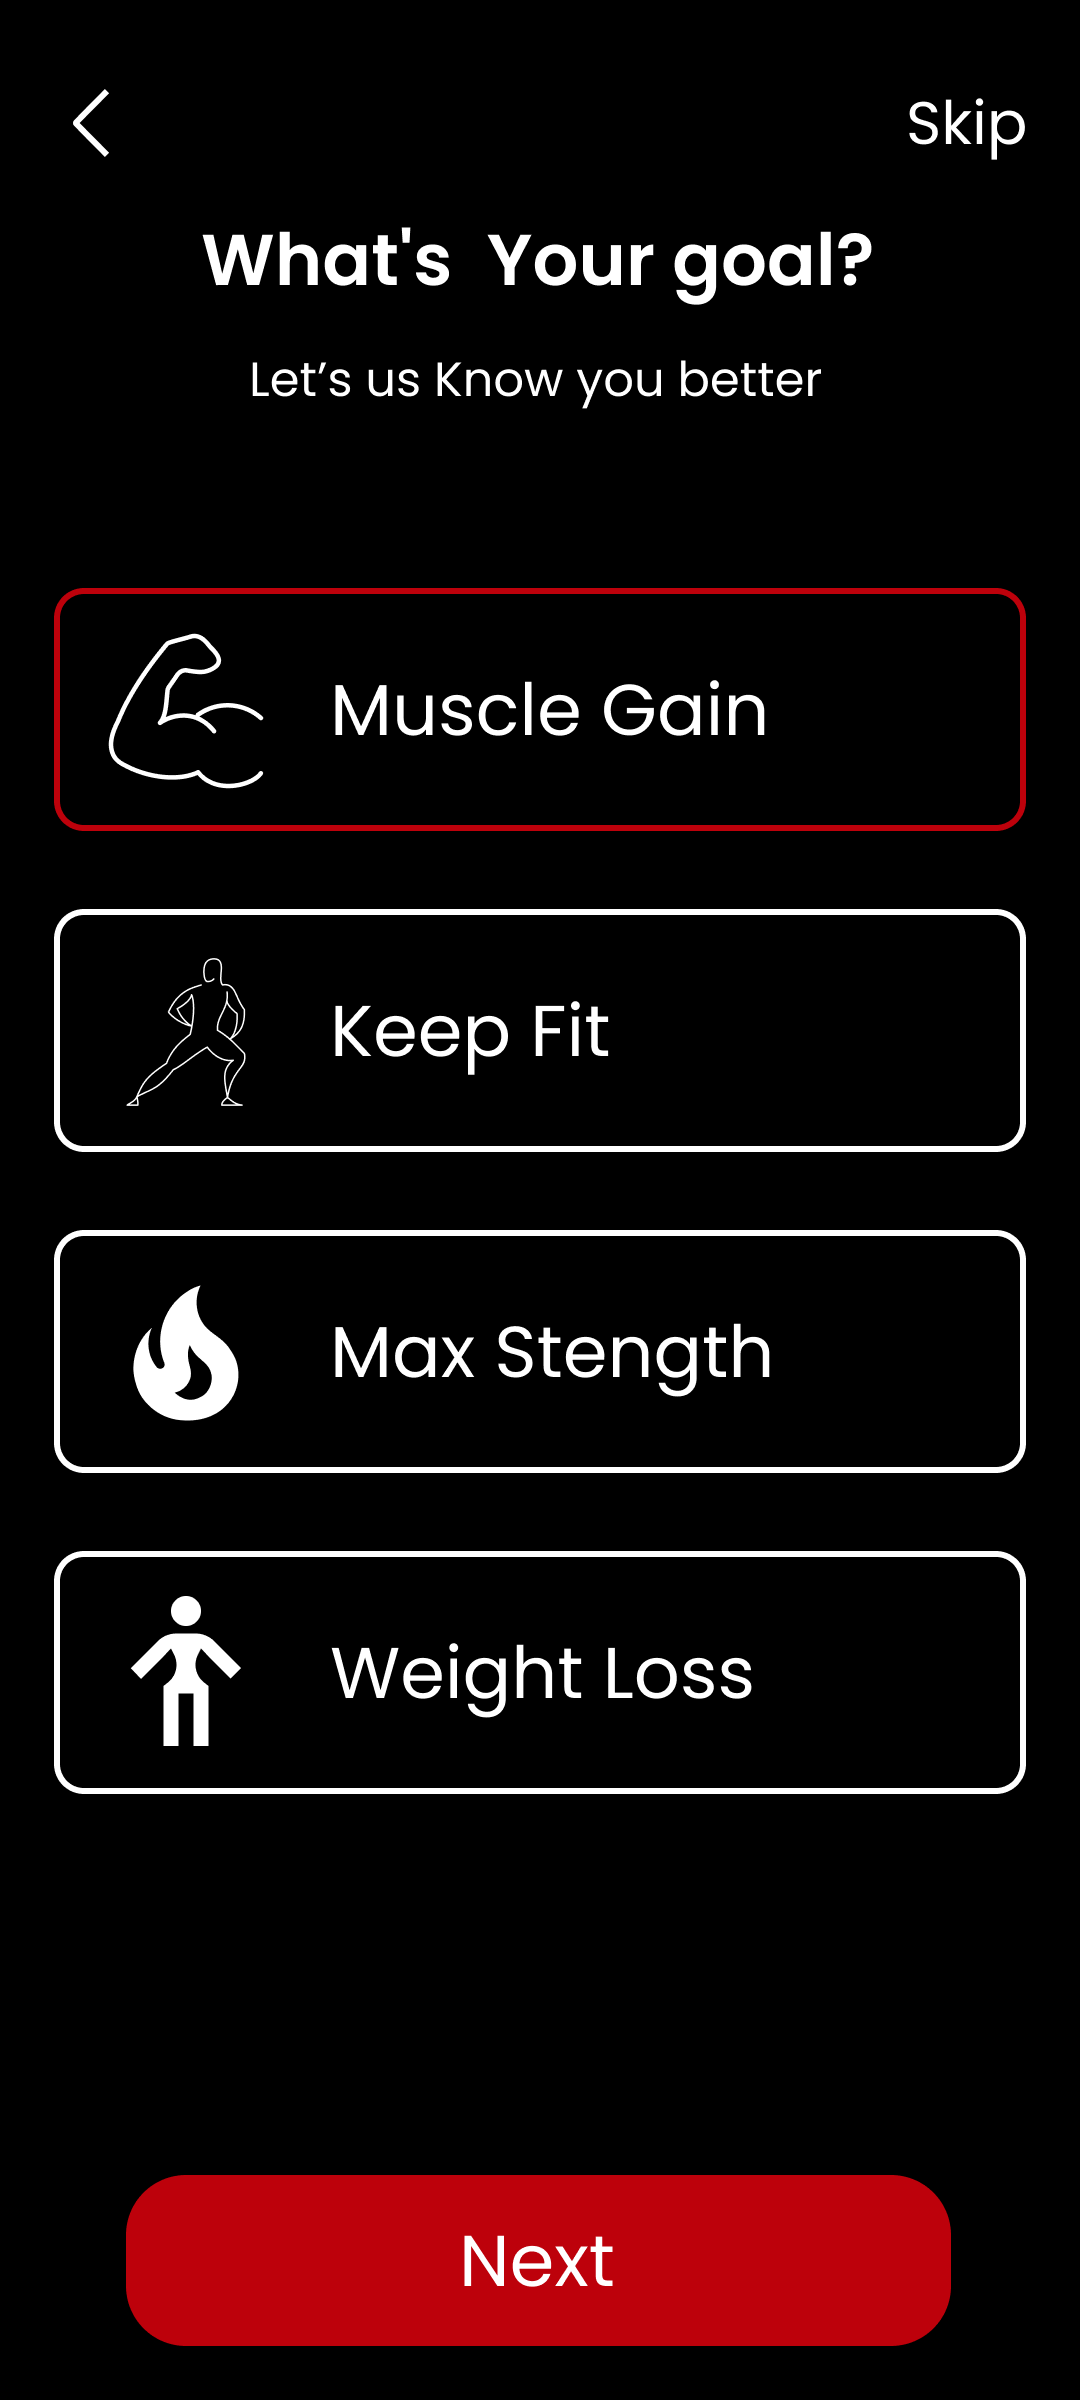 Skip
What's  Your goal?
Let’s us Know you better
Muscle Gain
Keep Fit
Max Stength
Weight Loss
Next